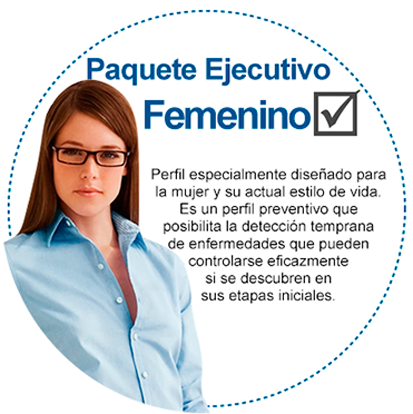 Paquete Ejecutivo
Femenino
Perfil especialmente diseñado para
la mujer y su actual estilo de vida.
Es un perfil preventivo que
posibilita la detección temprana
de enfermedades que pueden
controlarse eficazmente
si se descubren en
sus etapas iniciales.